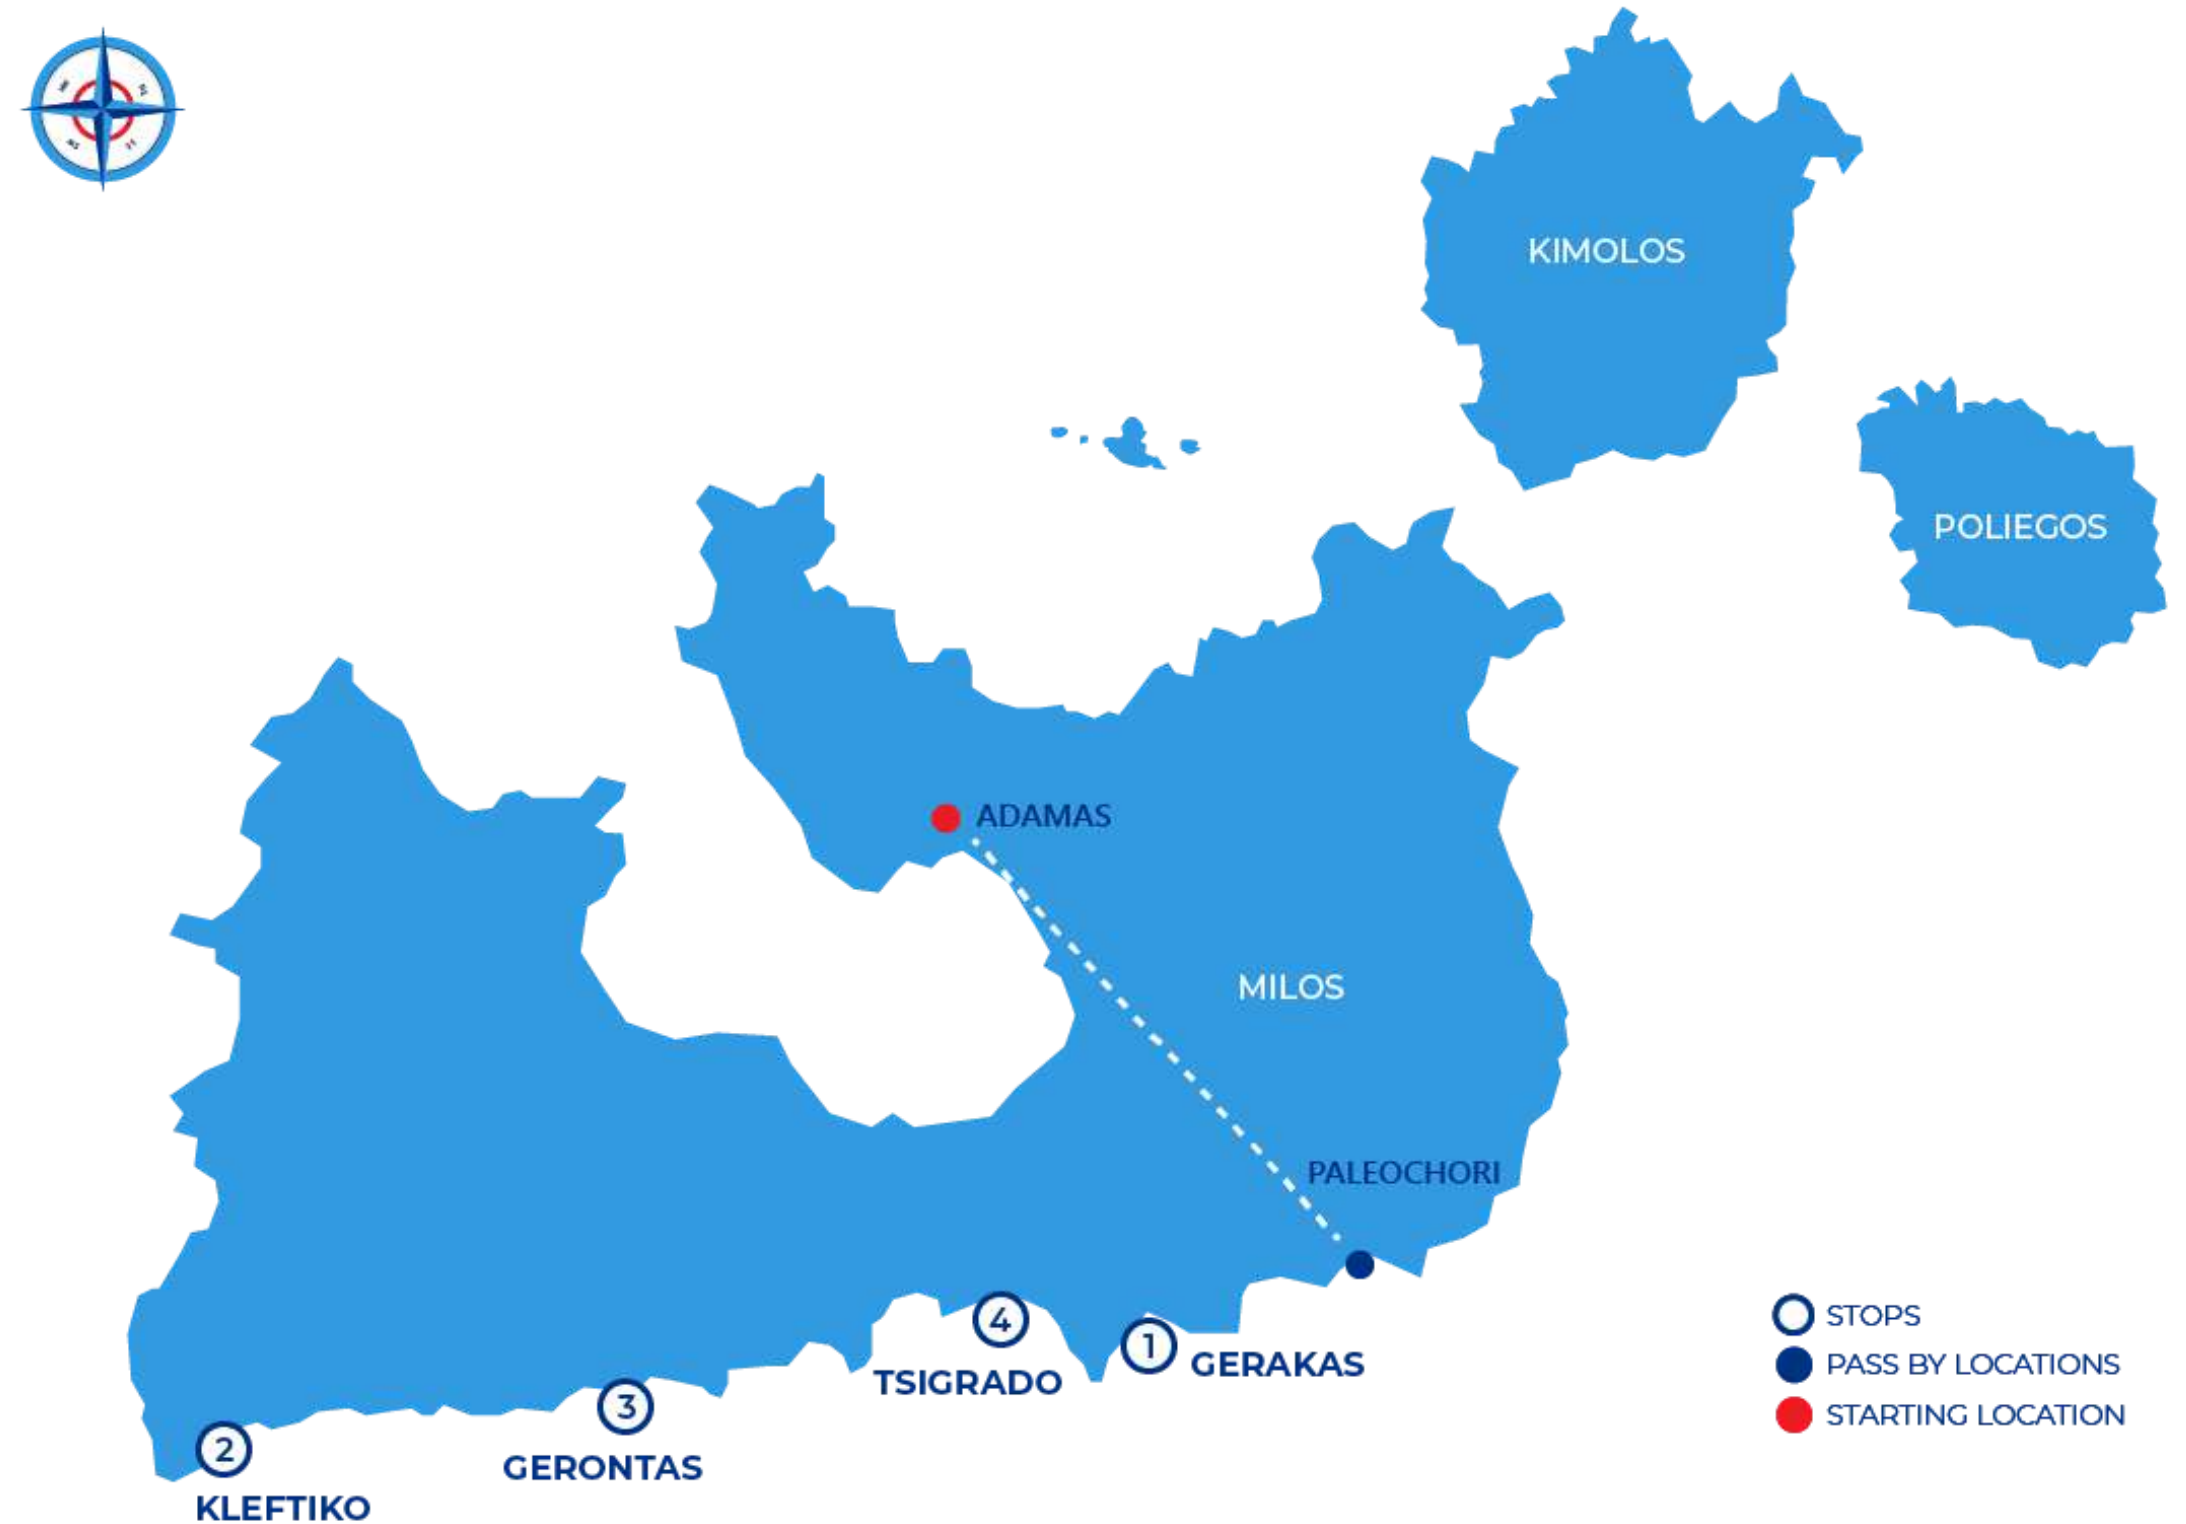 KIMOLOS
POLIEGOS
ADAMAS
MILOS
PALEOCHORI
1
GERAKAS
4
TSIGRADO
3
GERONTAS
2
KLEFTIKO
STOPS
PASS BY LOCATIONS
STARTING LOCATION